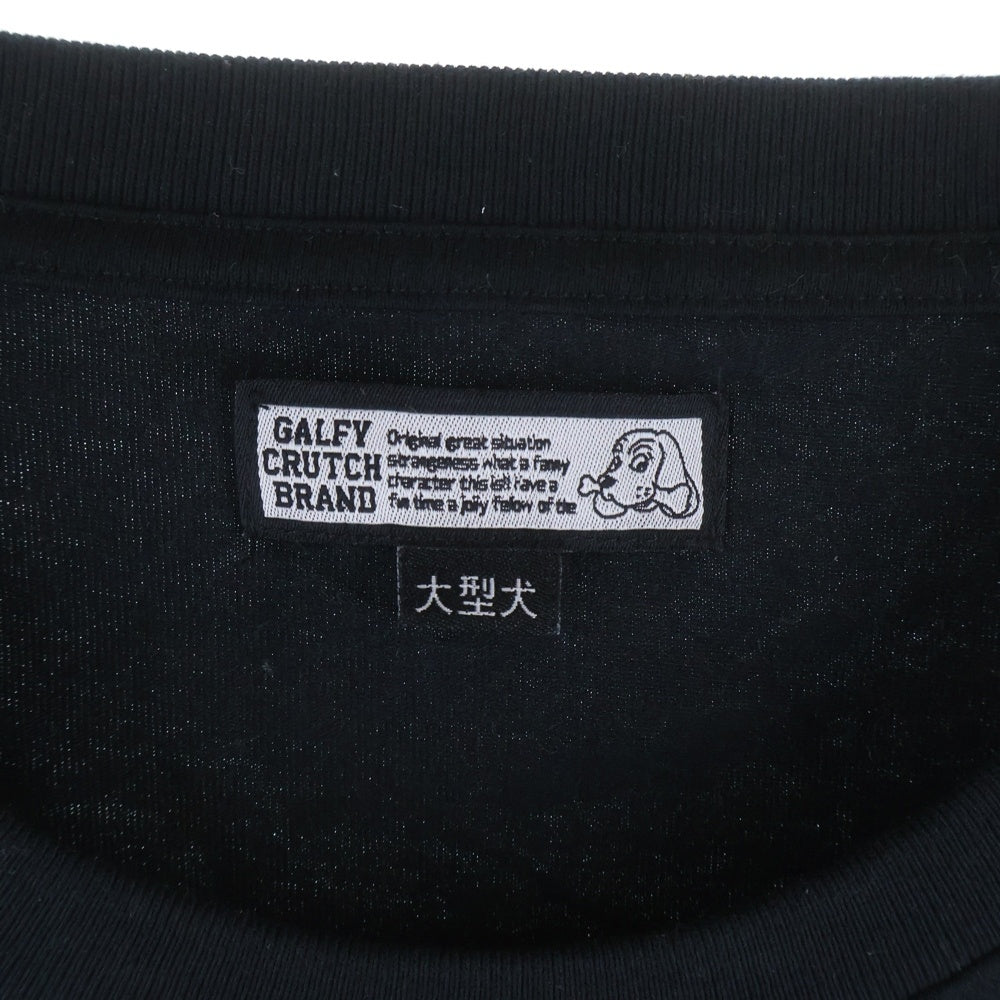 GALFY
CRUTCH
BRAND
Original great situation
strangeness what a fanny
character this is!! have a
fun time a jolly fellow of the
大型犬